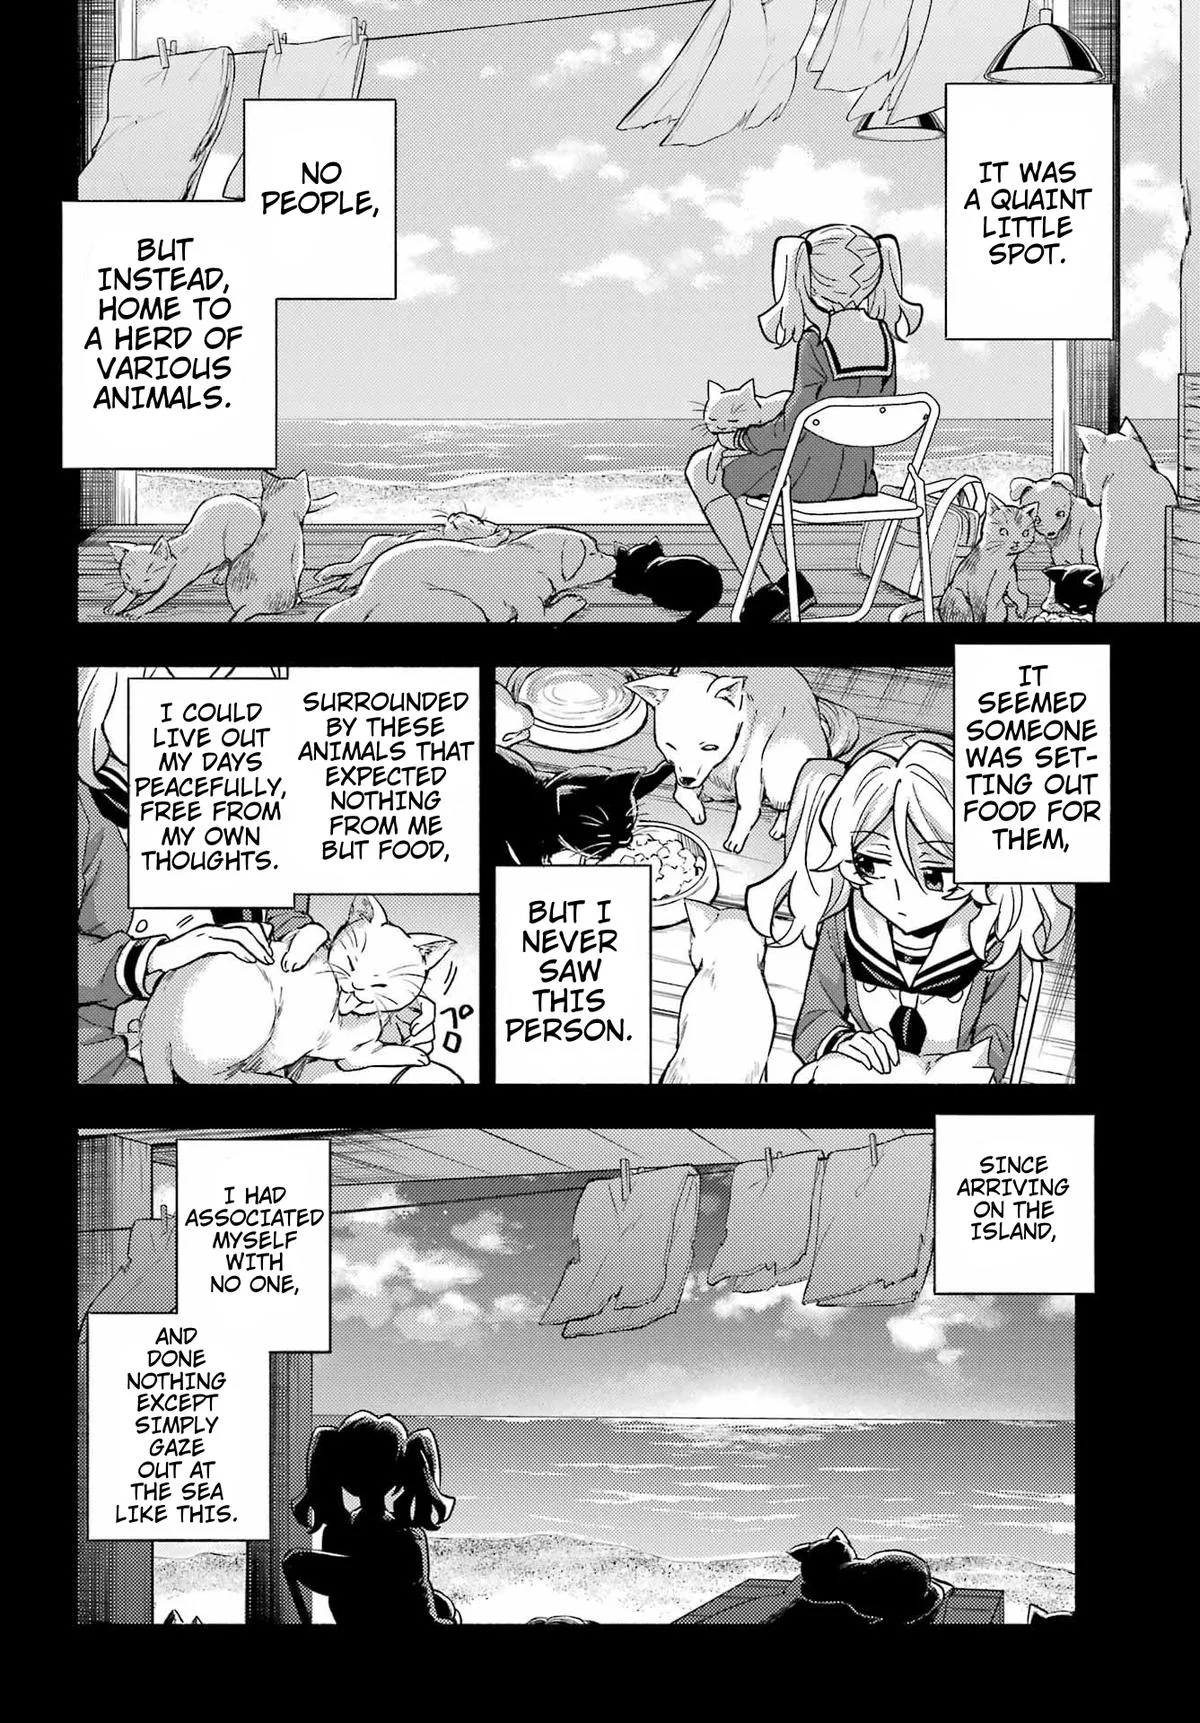 IT WAS
A QUAINT
LITTLE
SPOT.
NO
PEOPLE,
BUT
INSTEAD,
HOME TO
A HERD OF
VARIOUS
ANIMALS.
IT
SEEMED
SOMEONE
WAS SET-
TING OUT
FOOD FOR
THEM,
BUT I
NEVER
SAW
THIS
PERSON.
SURROUNDED
BY THESE
ANIMALS THAT
EXPECTED
NOTHING
FROM ME
BUT FOOD,
I COULD
LIVE OUT
MY DAYS
PEACEFULLY,
FREE FROM
MY OWN
THOUGHTS.
プロ
SINCE
ARRIVING
ON THE
ISLAND,
I HAD
ASSOCIATED
MYSELF
WITH
NO ONE,
AND
DONE
NOTHING
EXCEPT
SIMPLY
GAZE
OUT AT
THE SEA
LIKE THIS.